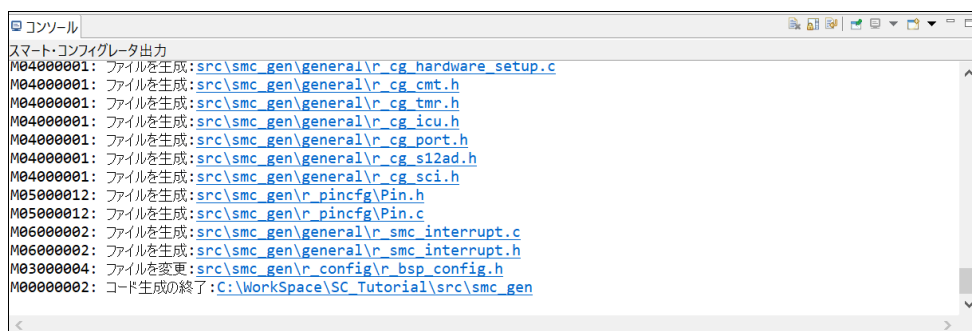 コンソール
スマート・コンフィグレータ出力
M04000001: ファイルを生成:src\smc_gen\general\r_cg_hardware_setup.c
M04000001: ファイルを生成:src\smc_gen\general\r_cg_cmt.h
M04000001: ファイルを生成:src\smc_gen\general\r_cg_tmr.h
M04000001: ファイルを生成:src\smc_gen\general\r_cg_icu.h
M04000001: ファイルを生成:src\smc_gen\general\r_cg_port.h
M04000001: ファイルを生成:src\smc_gen\general\r_cg_s12ad.h
M04000001: ファイルを生成:src\smc_gen\general\r_cg_sci.h
M05000012: ファイルを生成:src\smc_gen\r_pincfg\Pin.h
M05000012: ファイルを生成:src\smc_gen\r_pincfg\Pin.c
M06000002: ファイルを生成:src\smc_gen\general\r_smc_interrupt.c
M06000002: ファイルを生成:src\smc_gen\general\r_smc_interrupt.h
M03000004: ファイルを変更:src\smc_gen\r_config\r_bsp_config.h
M00000002: コード生成の終了:C:\WorkSpace\SC_Tutorial\src\smc_gen